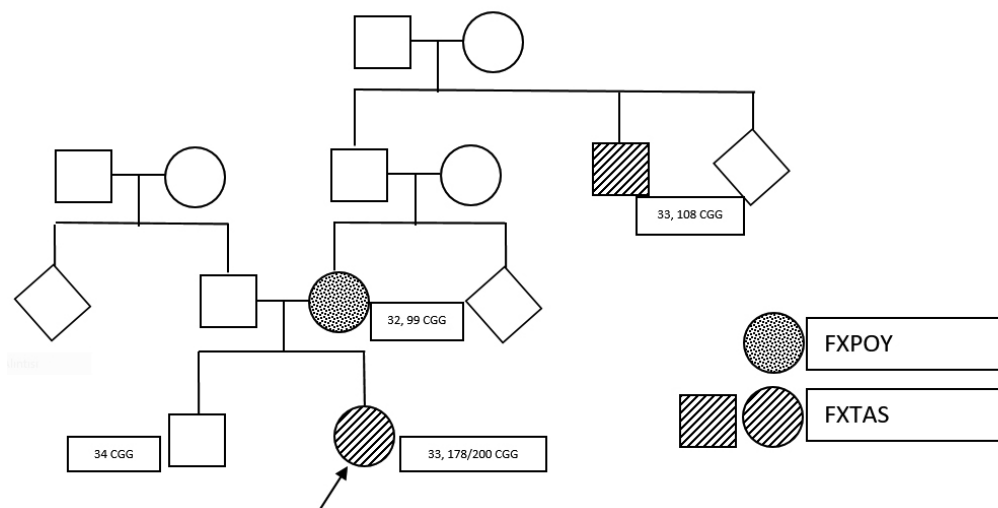 33, 108 CGG
32, 99 CGG
FXPOY
FXTAS
34 CGG
33, 178/200 CGG